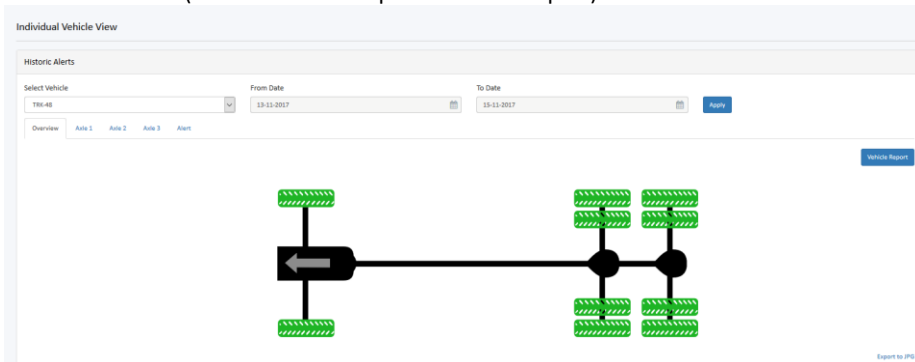 Individual Vehicle View
Historic Alerts
Select Vehicle From Date To Date
TRK-48 13-11-2017 15-11-2017 Apply
Overview Axle 1 Axle 2 Axle 3 Alert
Vehicle Report
Export to JPG